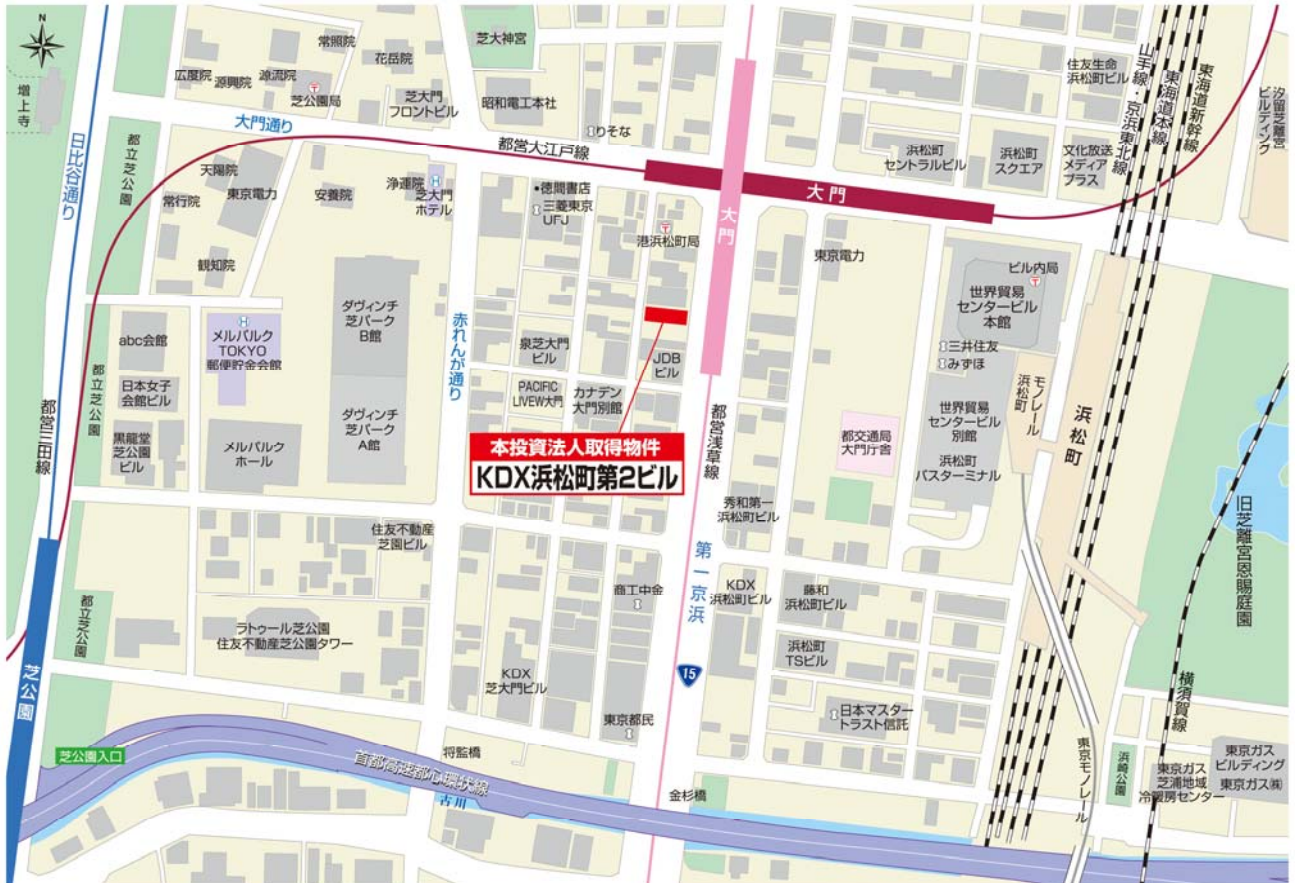 N
増上寺
広度院
源興院
源流院
常照院
芝公園局
花岳院
芝大門
フロントビル
芝大神宮
昭和電工本社
りそな
住友生命
浜松町ビル
山手線・京浜東北線
東海道本線
東海道新幹線
汐留芝離宮
ビルディング
日比谷通り
都立芝公園
大門通り
都営大江戸線
浜松町
セントラルビル
浜松町
スクエア
文化放送
メディア
プラス
天陽院
常行院
東京電力
安養院
浄運院
芝大門
ホテル
•徳間書店
三菱東京
UFJ
大門
大門
港浜松町局
東京電力
観知院
ビル内局
世界貿易
センタービル
本館
abc会館
メルパルク
TOKYO
郵便貯金会館
ダヴィンチ
芝パーク
B館
赤れんが通り
泉芝大門
ビル
JDB
ビル
三井住友
みずほ
モノレール
浜松町
浜松町
日本女子
会館ビル
都立芝公園
PACIFIC
LIVEW大門
カナデン
大門別館
都営浅草線
世界貿易
センタービル
別館
都営三田線
黒龍堂
芝公園
ビル
メルパルク
ホール
ダヴィンチ
芝パーク
A館
本投資法人取得物件
KDX浜松町第2ビル
都交通局
大門庁舎
浜松町
バスターミナル
旧芝離宮恩賜庭園
秀和第一
浜松町ビル
住友不動産
芝園ビル
第一京浜
都立芝公園
商工中金
KDX
浜松町ビル
藤和
浜松町ビル
ラトゥール芝公園
住友不動産芝公園タワー
浜松町
TSビル
芝公園
KDX
芝大門ビル
15
横須賀線
東京都民
日本マスター
トラスト信託
芝公園入口
将監橋
首都高速都心環状線
古川
金杉橋
東京モノレール
浜崎公園
東京ガス
芝浦地域
冷暖房センター
東京ガス
ビルディング
東京ガス㈱